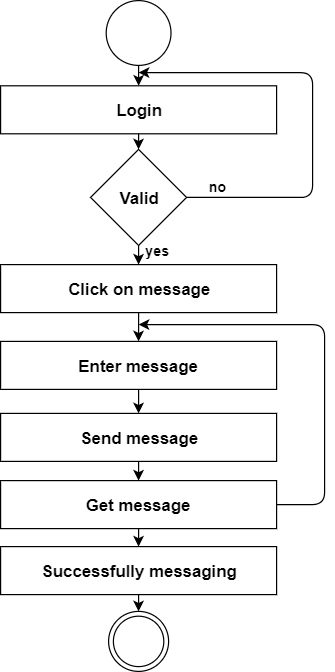 Login
Valid
no
yes
Click on message
Enter message
Send message
Get message
Successfully messaging